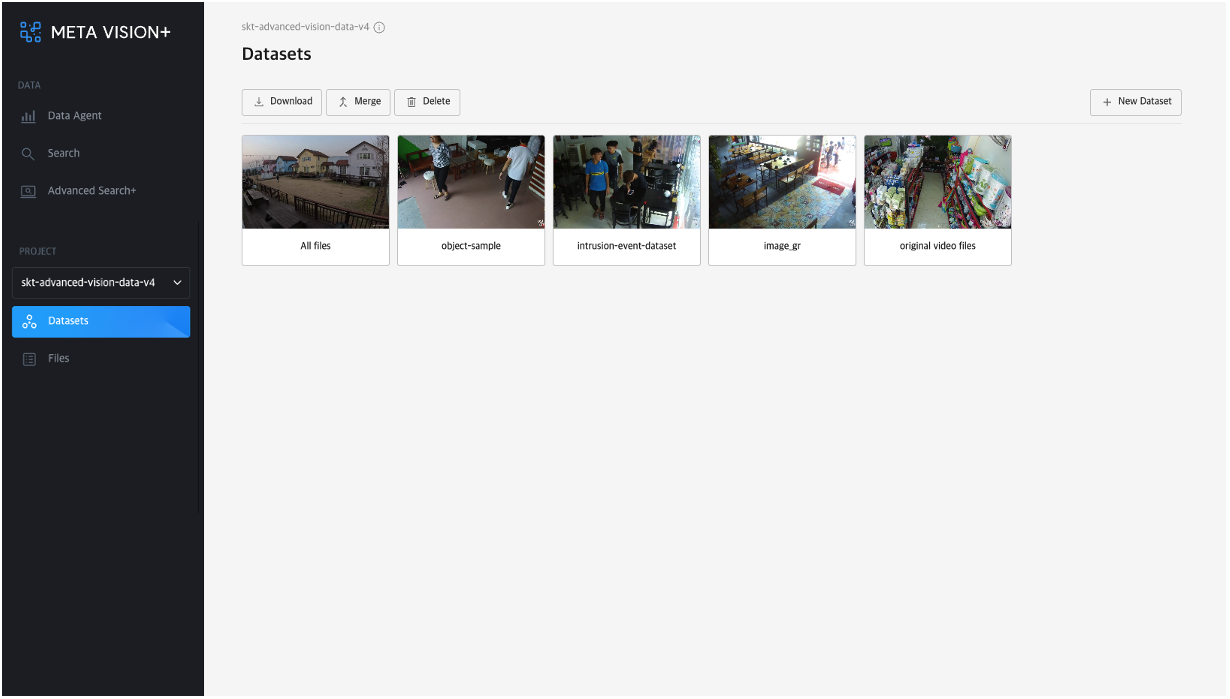 META VISION+
DATA
Data Agent
Search
Advanced Search+
PROJECT
skt-advanced-vision-data-v4
Datasets
Files
skt-advanced-vision-data-v4
Datasets
Download
Merge
Delete
New Dataset
All files
object-sample
intrusion-event-dataset
image_gr
original video files